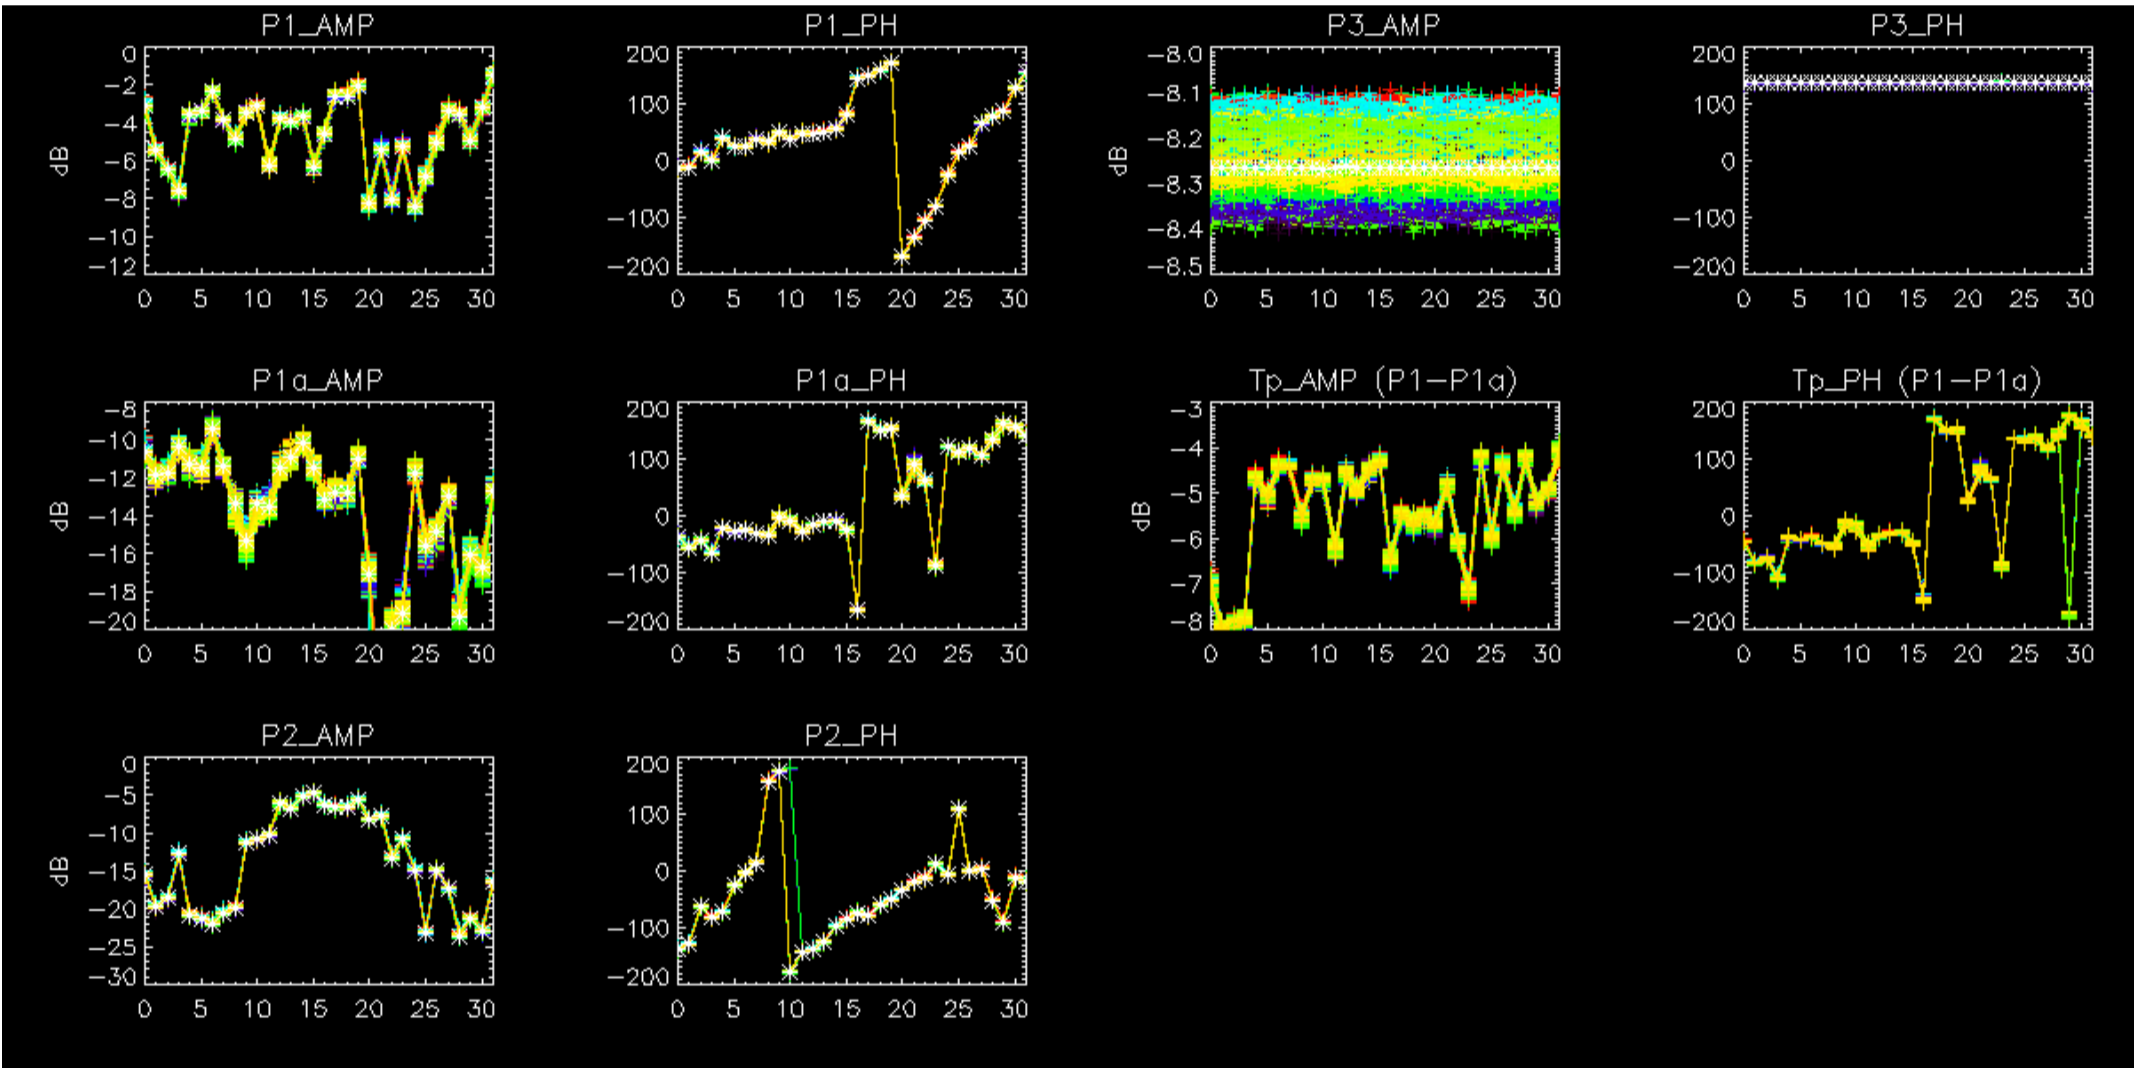 P1_AMP
0
-2
-4
-6
-8
-10
-12
dB
0 5 10 15 20 25 30
P1_PH
200
100
0
-100
-200
0 5 10 15 20 25 30
P3_AMP
-8.0
-8.1
-8.2
-8.3
-8.4
-8.5
dB
0 5 10 15 20 25 30
P3_PH
200
100
0
-100
-200
0 5 10 15 20 25 30
P1a_AMP
-8
-10
-12
-14
-16
-18
-20
dB
0 5 10 15 20 25 30
P1a_PH
200
100
0
-100
-200
0 5 10 15 20 25 30
Tp_AMP (P1-P1a)
-3
-4
-5
-6
-7
-8
dB
0 5 10 15 20 25 30
Tp_PH (P1-P1a)
200
100
0
-100
-200
0 5 10 15 20 25 30
P2_AMP
0
-5
-10
-15
-20
-25
-30
dB
0 5 10 15 20 25 30
P2_PH
200
100
0
-100
-200
0 5 10 15 20 25 30